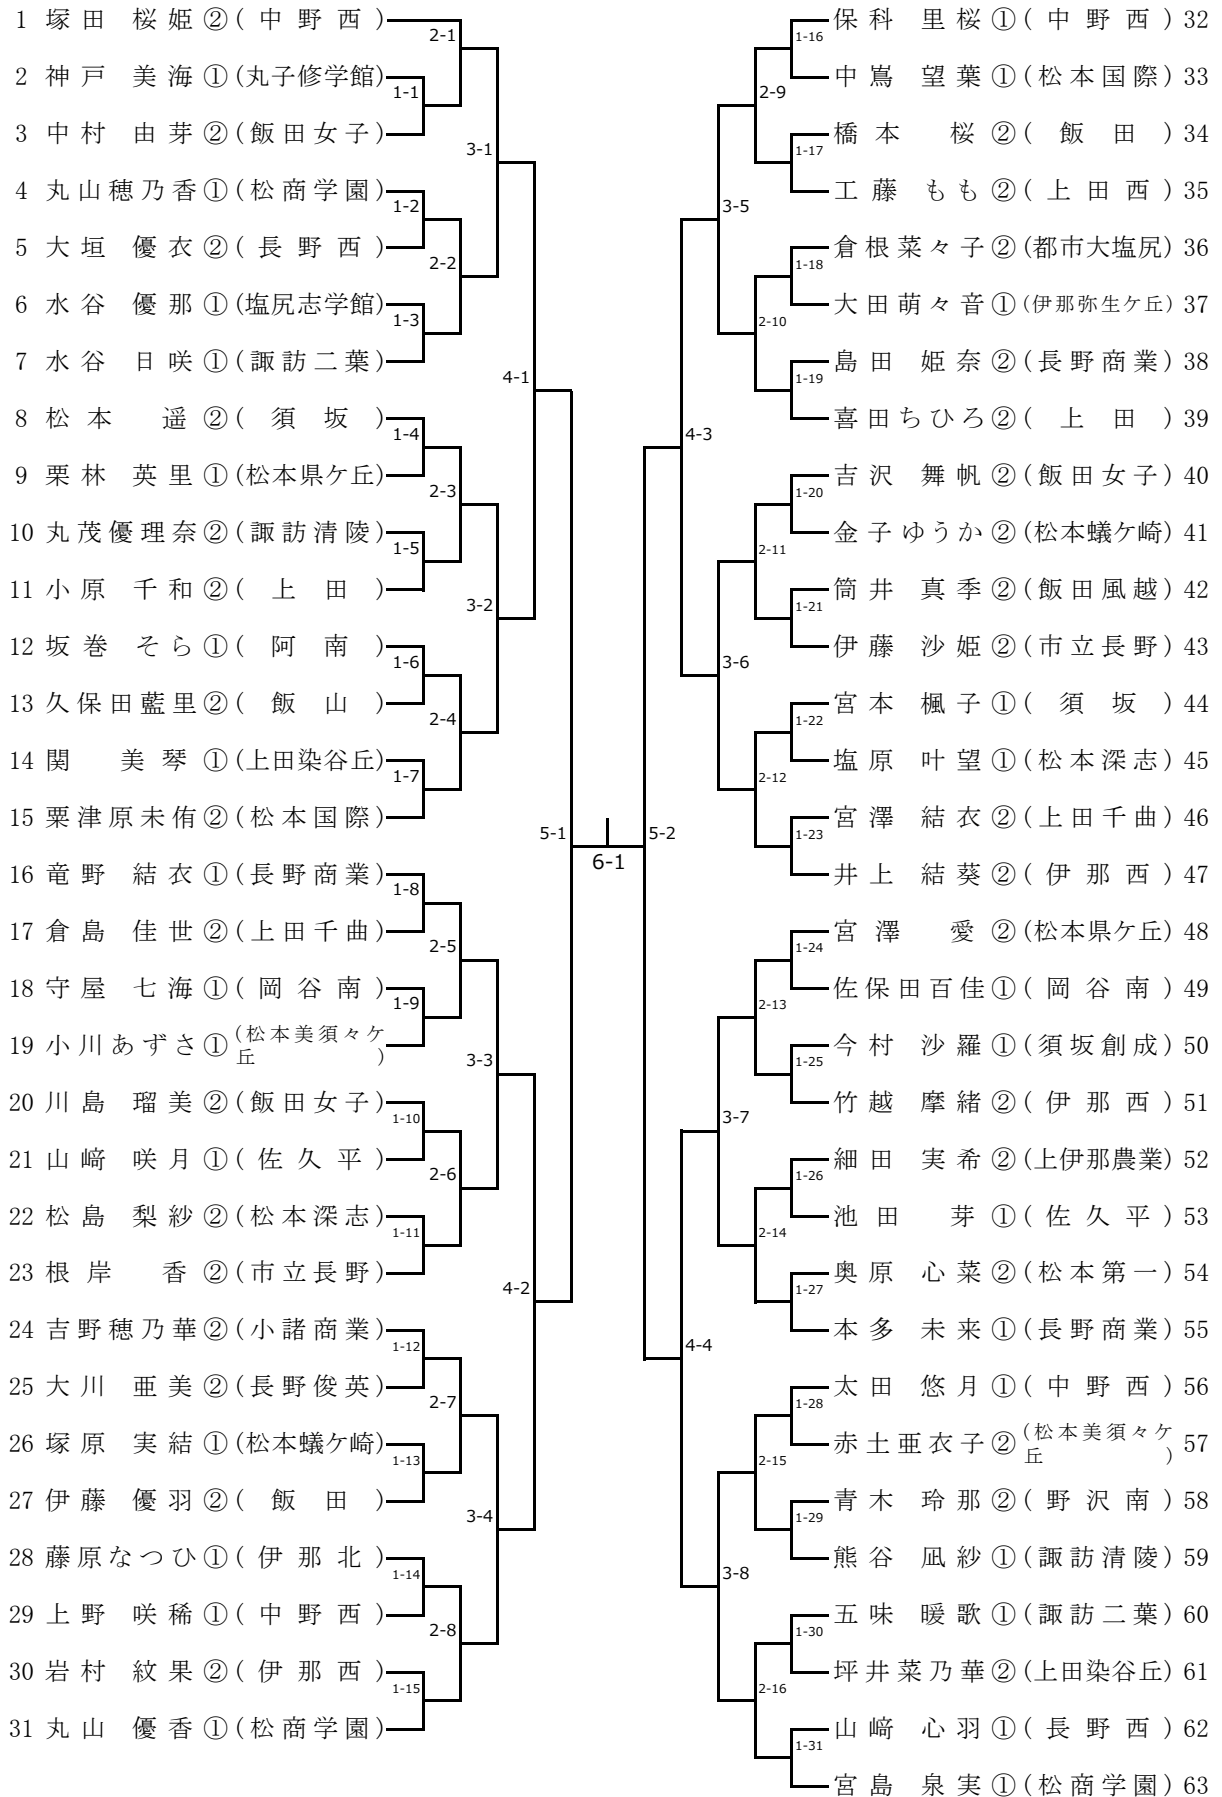 1 塚田 桜姫②(中野西)
2-1
2 神戸 美海①(丸子修学館)
1-1
3 中村 由芽②(飯田女子)
3-1
4 丸山穂乃香①(松商学園)
1-2
5 大垣 優衣②(長野西)
2-2
6 水谷 優那①(塩尻志学館)
1-3
7 水谷 日咲①(諏訪二葉)
4-1
8 松本 遥②(須坂)
1-4
9 栗林 英里①(松本県ケ丘)
2-3
10 丸茂優理奈②(諏訪清陵)
1-5
11 小原 千和②(上田)
3-2
12 坂巻 そら①(阿南)
1-6
13 久保田藍里②(飯山)
2-4
14 関 美琴①(上田染谷丘)
1-7
15 粟津原未侑②(松本国際)
5-1
16 竜野 結衣①(長野商業)
1-8
17 倉島 佳世②(上田千曲)
2-5
18 守屋 七海①(岡谷南)
1-9
19 小川あずさ①(松本美須々ケ丘)
3-3
20 川島 瑠美②(飯田女子)
1-10
21 山﨑 咲月①(佐久平)
2-6
22 松島 梨紗②(松本深志)
1-11
23 根岸 香②(市立長野)
4-2
24 吉野穂乃華②(小諸商業)
1-12
25 大川 亜美②(長野俊英)
2-7
26 塚原 実結①(松本蟻ケ崎)
1-13
27 伊藤 優羽②(飯田)
3-4
28 藤原なつひ①(伊那北)
1-14
29 上野 咲稀①(中野西)
2-8
30 岩村 紋果②(伊那西)
1-15
31 丸山 優香①(松商学園)
6-1
保科 里桜①(中野西) 32
1-16
中嶌 望葉①(松本国際) 33
2-9
橋本 桜②(飯田) 34
1-17
工藤 もも②(上田西) 35
3-5
倉根菜々子②(都市大塩尻) 36
1-18
大田萌々音①(伊那弥生ケ丘) 37
2-10
島田 姫奈②(長野商業) 38
1-19
喜田ちひろ②(上田) 39
4-3
吉沢 舞帆②(飯田女子) 40
1-20
金子ゆうか②(松本蟻ケ崎) 41
2-11
筒井 真季②(飯田風越) 42
1-21
伊藤 沙姫②(市立長野) 43
3-6
宮本 楓子①(須坂) 44
1-22
塩原 叶望①(松本深志) 45
2-12
宮澤 結衣②(上田千曲) 46
1-23
5-2
井上 結葵②(伊那西) 47
宮澤 愛②(松本県ケ丘) 48
1-24
佐保田百佳①(岡谷南) 49
2-13
今村 沙羅①(須坂創成) 50
1-25
竹越 摩緒②(伊那西) 51
3-7
細田 実希②(上伊那農業) 52
1-26
池田 芽①(佐久平) 53
2-14
奥原 心菜②(松本第一) 54
1-27
本多 未来①(長野商業) 55
4-4
太田 悠月①(中野西) 56
1-28
赤土亜衣子②(松本美須々ケ丘) 57
2-15
青木 玲那②(野沢南) 58
1-29
熊谷 凪紗①(諏訪清陵) 59
3-8
五味 暖歌①(諏訪二葉) 60
1-30
坪井菜乃華②(上田染谷丘) 61
2-16
山﨑 心羽①(長野西) 62
1-31
宮島 泉実①(松商学園) 63